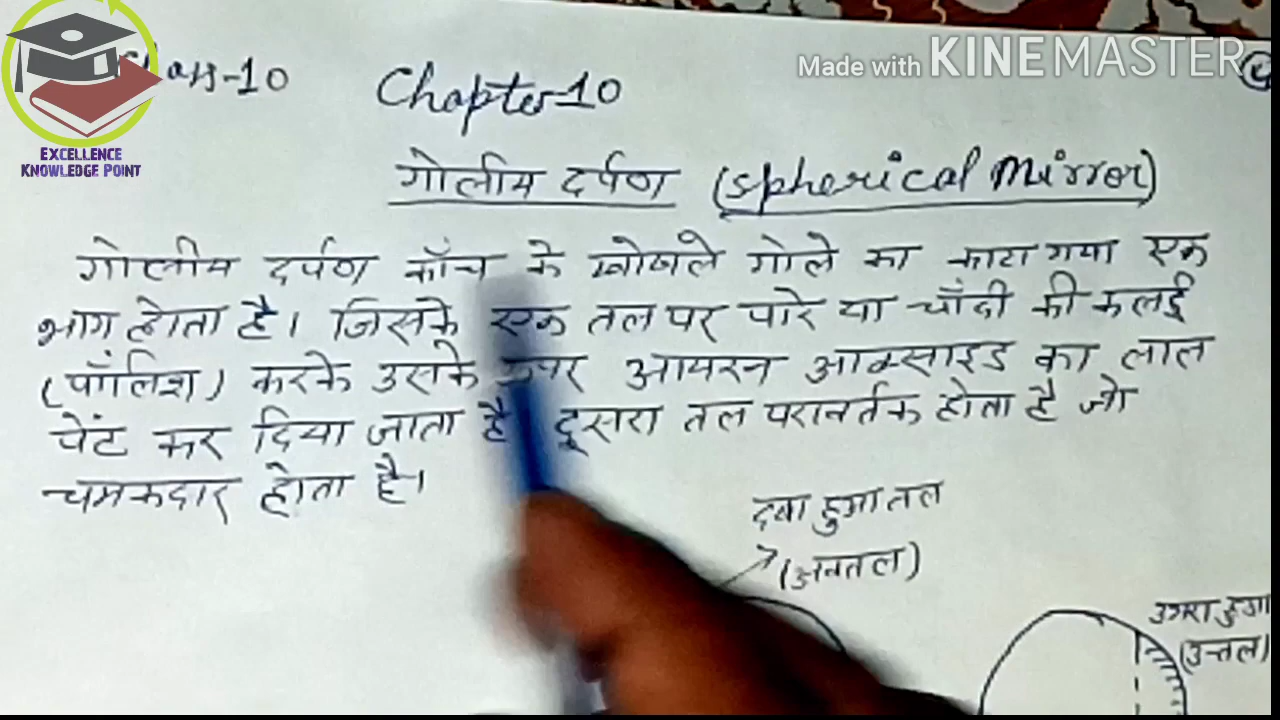 Class-10
Chapter-10
Made with KINEMASTER
EXCELLENCE
KNOWLEDGE POINT
गोलीय दर्पण (Spherical Mirror)
गोलीय दर्पण काँच के खोखले गोले का काटा गया एक
भाग होता है। जिसके एक तल पर पारे या चाँदी की कलई
(पॉलिश) करके उसके ऊपर आयरन आक्साइड का लाल
पेंट कर दिया जाता है दूसरा तल परावर्तक होता है जो
चमकदार होता है।
दबा हुआ तल
(अवतल)
उभरा हुआ
(उत्तल)